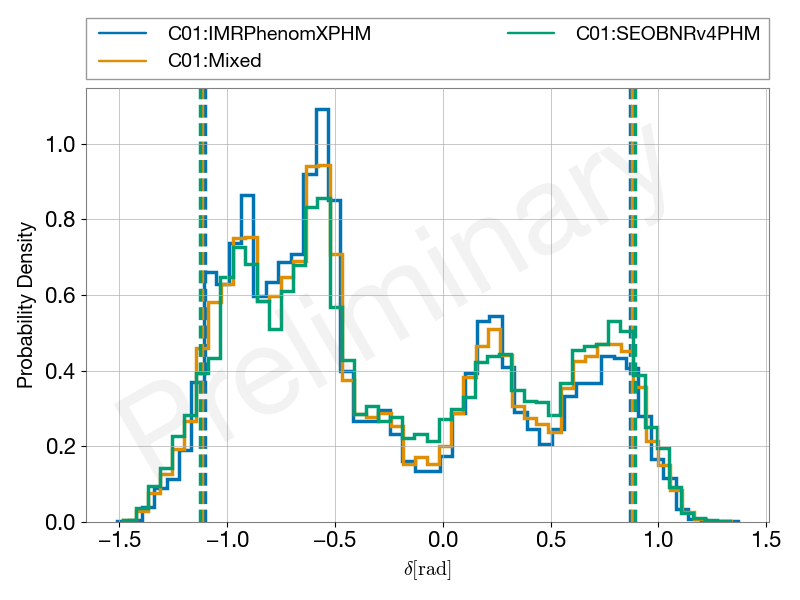 C01:IMRPhenomXPHM
C01:Mixed
C01:SEOBNRv4PHM
Preliminary
Probability Density
1.0
0.8
0.6
0.4
0.2
0.0
−1.5 −1.0 −0.5 0.0 0.5 1.0 1.5
δ[rad]